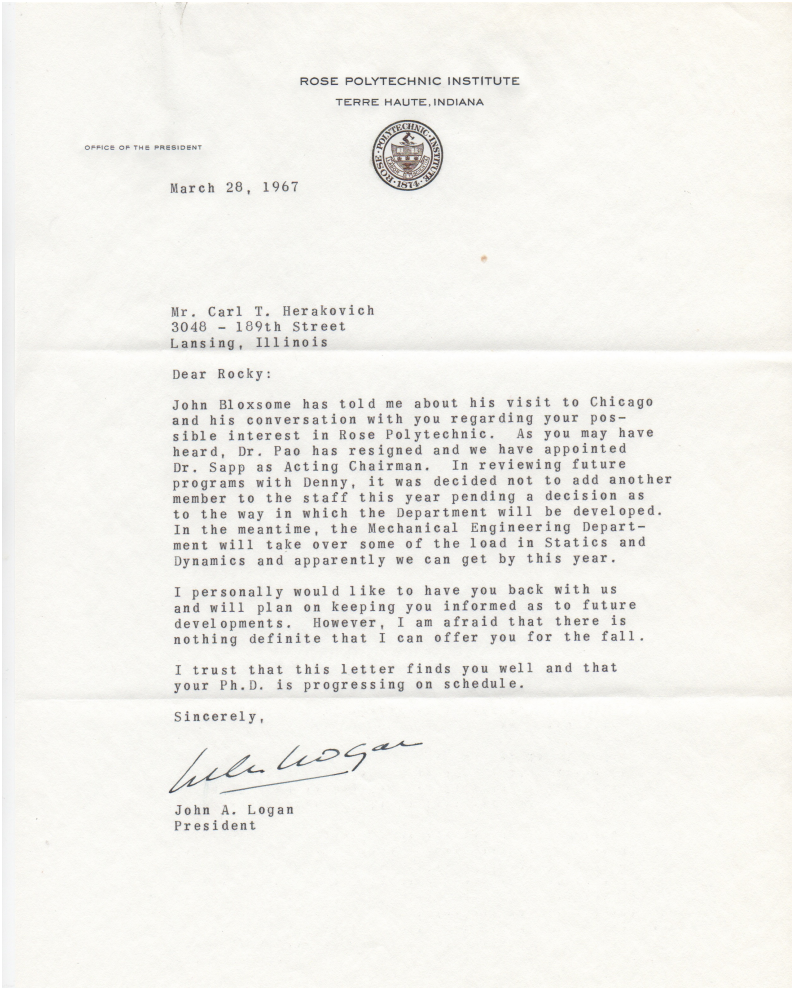 ROSE POLYTECHNIC INSTITUTE
TERRE HAUTE, INDIANA
ROSE · POLYTECHNIC · INSTITUTE · 1874 ·
OFFICE OF THE PRESIDENT
March 28, 1967
Mr. Carl T. Herakovich
3048 - 189th Street
Lansing, Illinois
Dear Rocky:
John Bloxsome has told me about his visit to Chicago
and his conversation with you regarding your pos-
sible interest in Rose Polytechnic.  As you may have
heard, Dr. Pao has resigned and we have appointed
Dr. Sapp as Acting Chairman.  In reviewing future
programs with Denny, it was decided not to add another
member to the staff this year pending a decision as
to the way in which the Department will be developed.
In the meantime, the Mechanical Engineering Depart-
ment will take over some of the load in Statics and
Dynamics and apparently we can get by this year.
I personally would like to have you back with us
and will plan on keeping you informed as to future
developments.  However, I am afraid that there is
nothing definite that I can offer you for the fall.
I trust that this letter finds you well and that
your Ph.D. is progressing on schedule.
Sincerely,
John Logan
John A. Logan
President